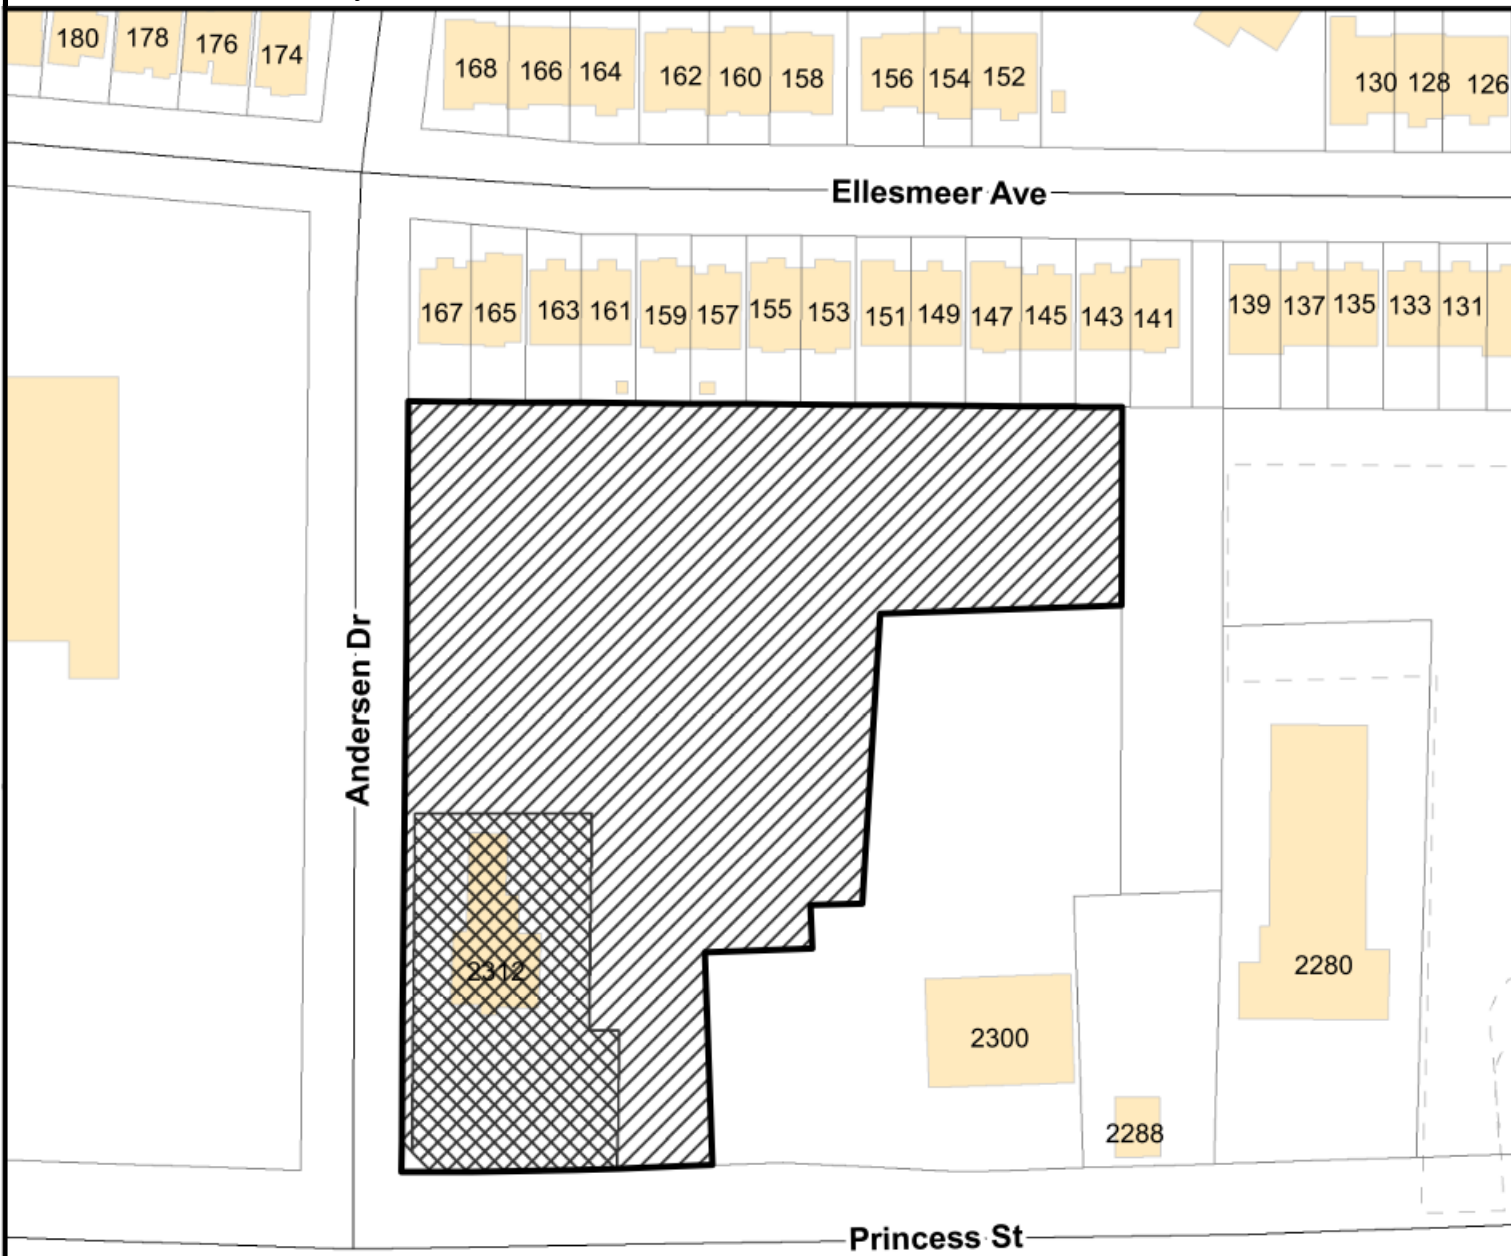 180 178 176 174
168 166 164 162 160 158 156 154 152 130 128 126
Ellesmeer Ave
167 165 163 161 159 157 155 153 151 149 147 145 143 141 139 137 135 133 131
Andersen Dr
2312
2280
2300
2288
Princess St